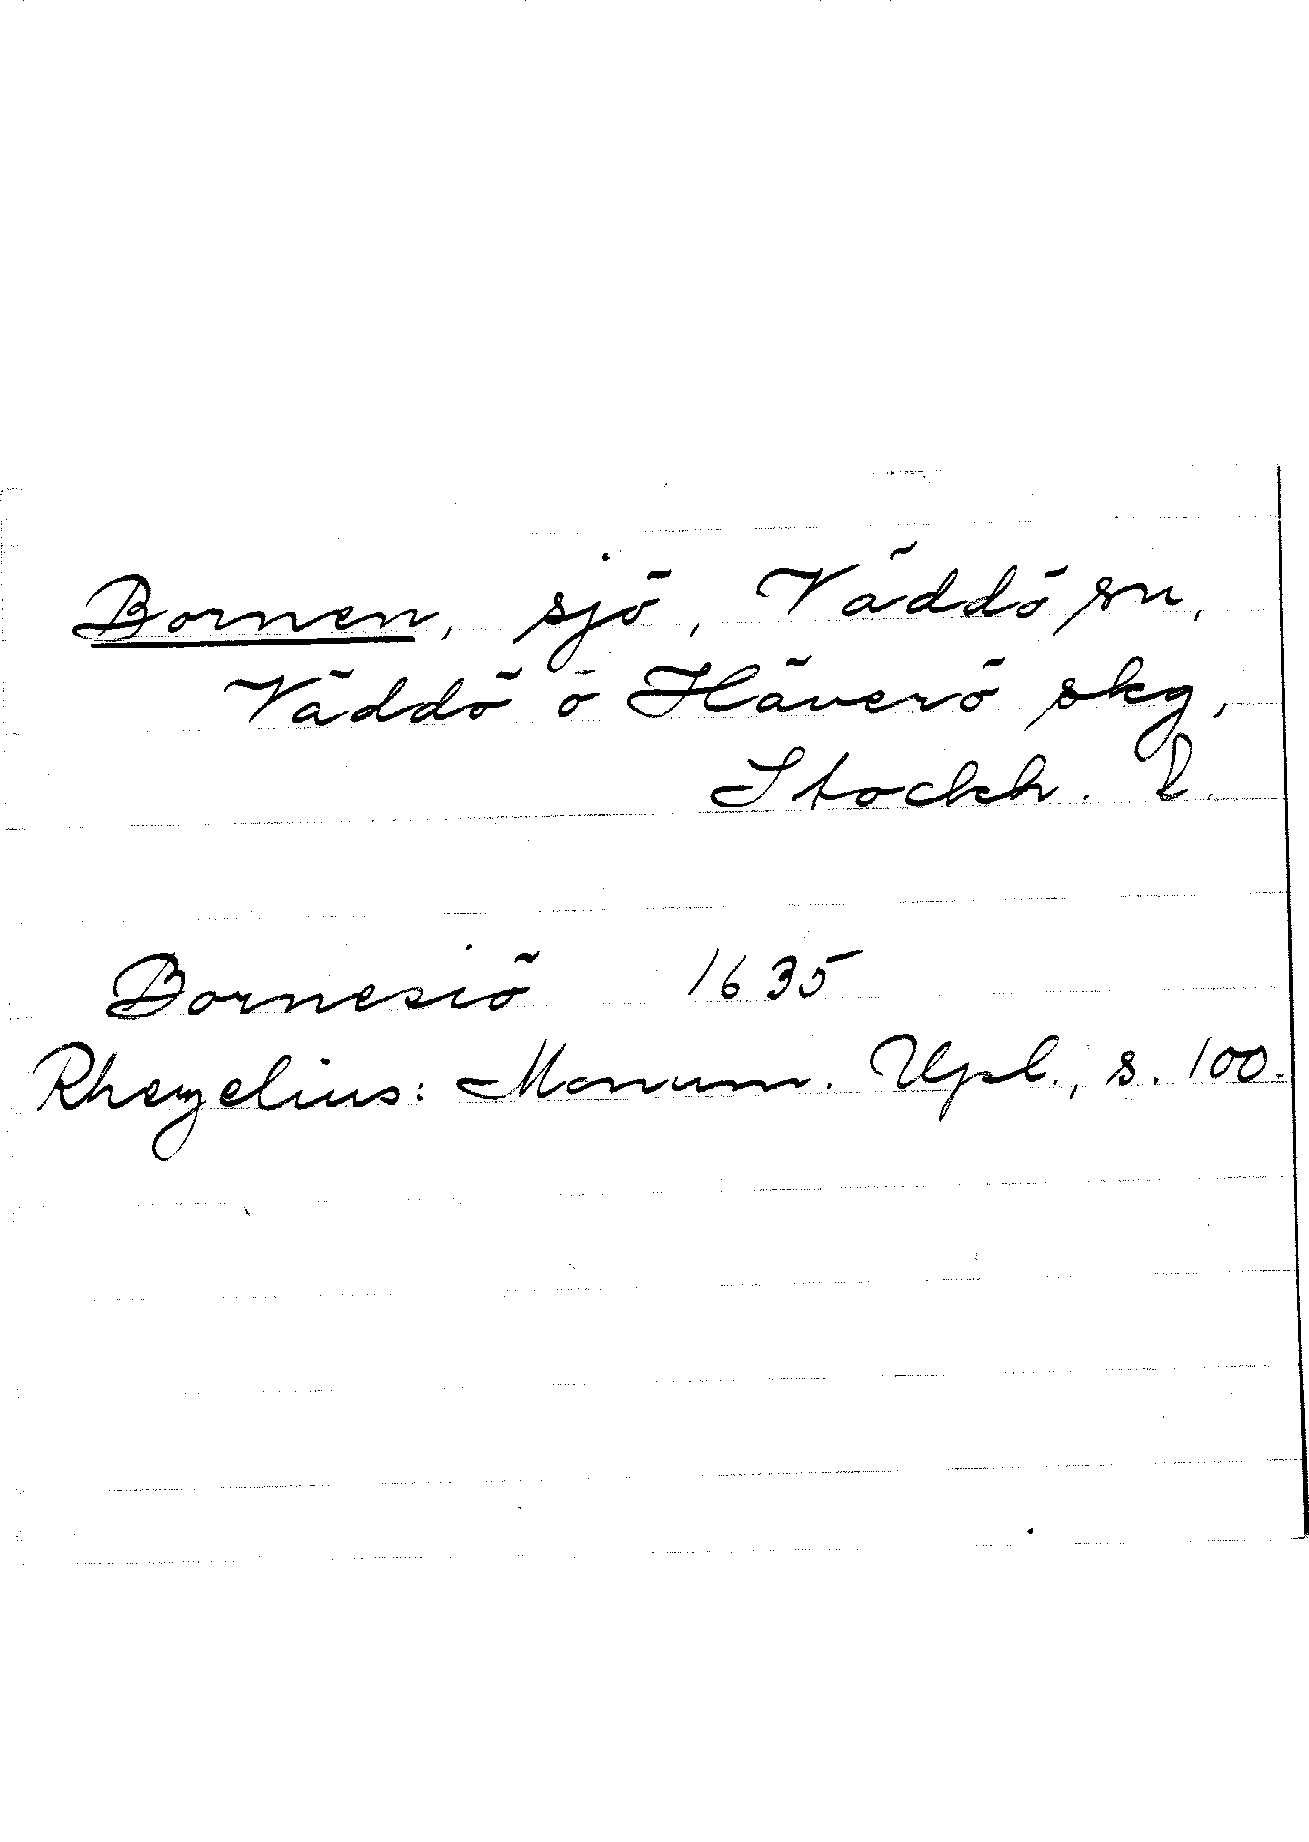 Bornen, sjö, Väddö sn,
Väddö o Häverö skg,
Stockh. l.
Bornesiö 1635
Rhezelius: Monum. Upl., s. 100.